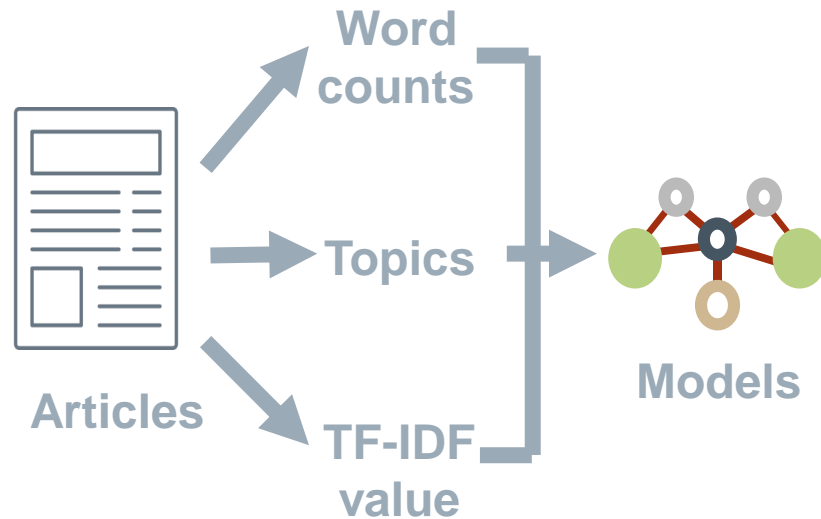 Word
counts
Topics
Articles
Models
TF-IDF
value